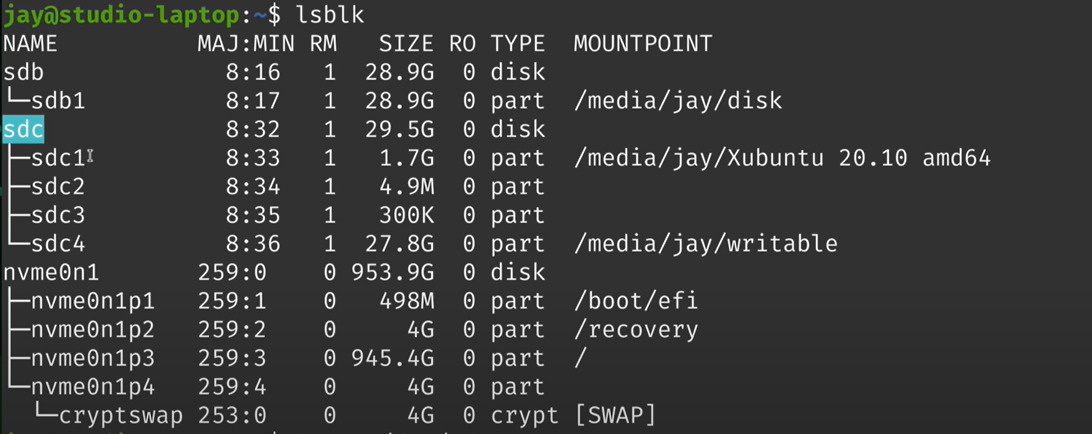 jay@studio-laptop:~$ lsblk
NAME MAJ:MIN RM SIZE RO TYPE MOUNTPOINT
sdb 8:16 1 28.9G 0 disk
└─sdb1 8:17 1 28.9G 0 part /media/jay/disk
sdc 8:32 1 29.5G 0 disk
├─sdc1 8:33 1 1.7G 0 part /media/jay/Xubuntu 20.10 amd64
├─sdc2 8:34 1 4.9M 0 part
├─sdc3 8:35 1 300K 0 part
└─sdc4 8:36 1 27.8G 0 part /media/jay/writable
nvme0n1 259:0 0 953.9G 0 disk
├─nvme0n1p1 259:1 0 498M 0 part /boot/efi
├─nvme0n1p2 259:2 0 4G 0 part /recovery
├─nvme0n1p3 259:3 0 945.4G 0 part /
└─nvme0n1p4 259:4 0 4G 0 part
└─cryptswap 253:0 0 4G 0 crypt [SWAP]